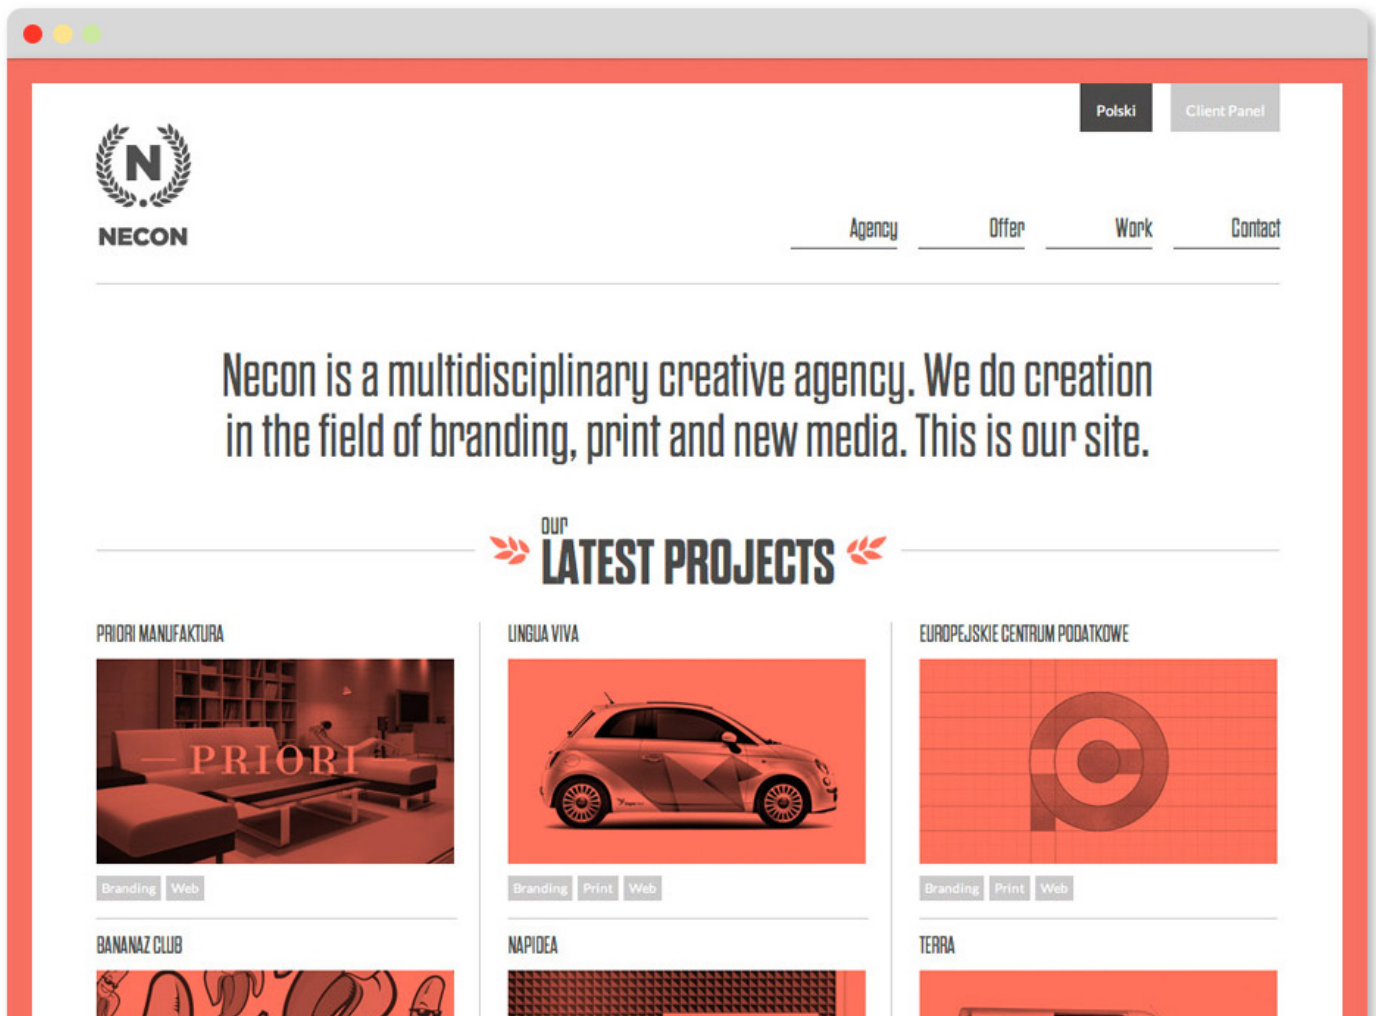 Polski
Client Panel
N
NECON
Agency
Offer
Work
Contact
Necon is a multidisciplinary creative agency. We do creation
in the field of branding, print and new media. This is our site.
our
LATEST PROJECTS
PRIORI MANUFAKTURA
PRIORI
Branding Web
LINGUA VIVA
Branding Print Web
EUROPEJSKIE CENTRUM PODATKOWE
Branding Print Web
BANANAZ CLUB
NAPIDEA
TERRA